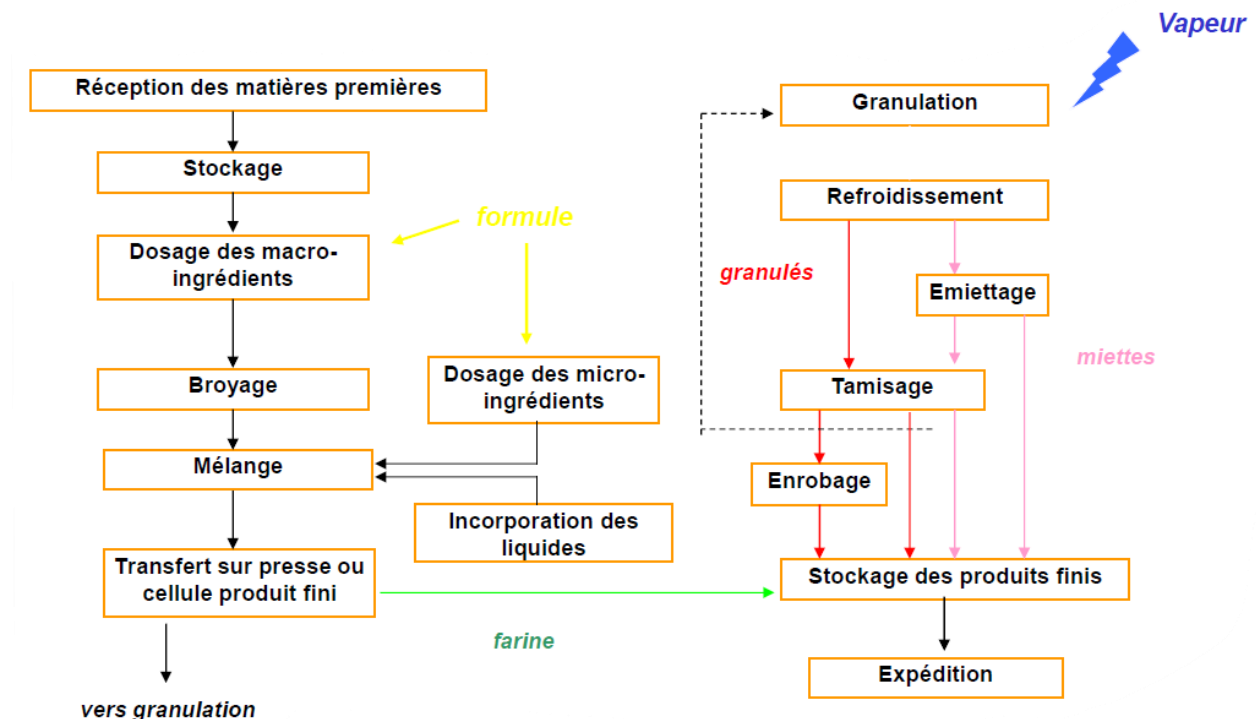 Réception des matières premières
Stockage
Dosage des macro-
ingrédients
formule
Broyage
Dosage des micro-
ingrédients
Mélange
Incorporation des
liquides
Transfert sur presse ou
cellule produit fini
farine
vers granulation
Vapeur
Granulation
Refroidissement
granulés
Emiettage
miettes
Tamisage
Enrobage
Stockage des produits finis
Expédition